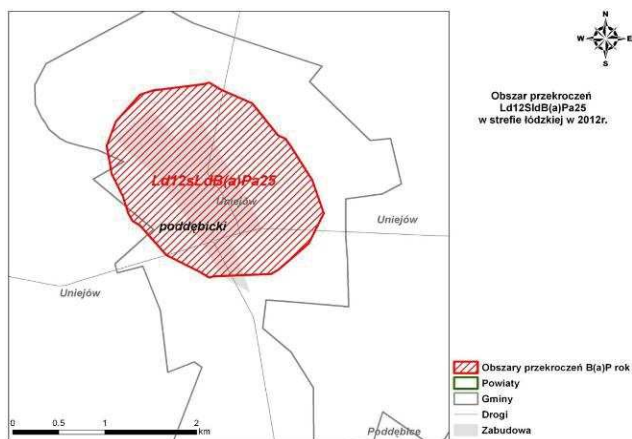 N
W E
S
Obszar przekroczeń
Ld12SldB(a)Pa25
w strefie łódzkiej w 2012r.
Ld12sLdB(a)Pa25
Uniejów
poddębicki
Uniejów
Uniejów
Poddębice
0 0.5 1 2
km
Obszary przekroczeń B(a)P rok
Powiaty
Gminy
Drogi
Zabudowa